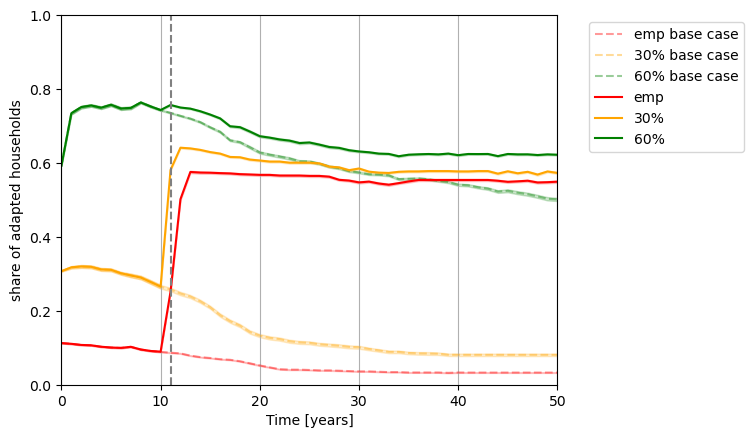 1.0
0.8
0.6
0.4
0.2
0.0
share of adapted households
0
10
20
30
40
50
Time [years]
emp base case
30% base case
60% base case
emp
30%
60%